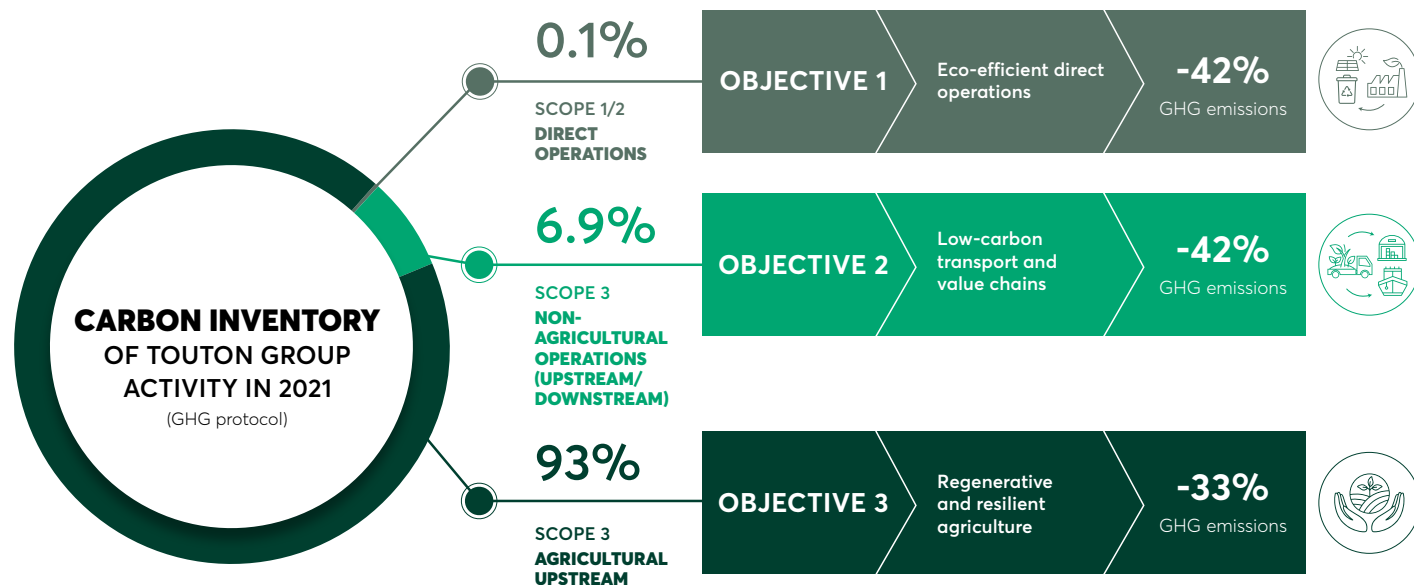 CARBON INVENTORY
OF TOUTON GROUP
ACTIVITY IN 2021
(GHG protocol)
0.1%
SCOPE 1/2
DIRECT
OPERATIONS
OBJECTIVE 1
Eco-efficient direct
operations
-42%
GHG emissions
6.9%
SCOPE 3
NON-
AGRICULTURAL
OPERATIONS
(UPSTREAM/
DOWNSTREAM)
OBJECTIVE 2
Low-carbon
transport and
value chains
-42%
GHG emissions
93%
SCOPE 3
AGRICULTURAL
UPSTREAM
OBJECTIVE 3
Regenerative
and resilient
agriculture
-33%
GHG emissions